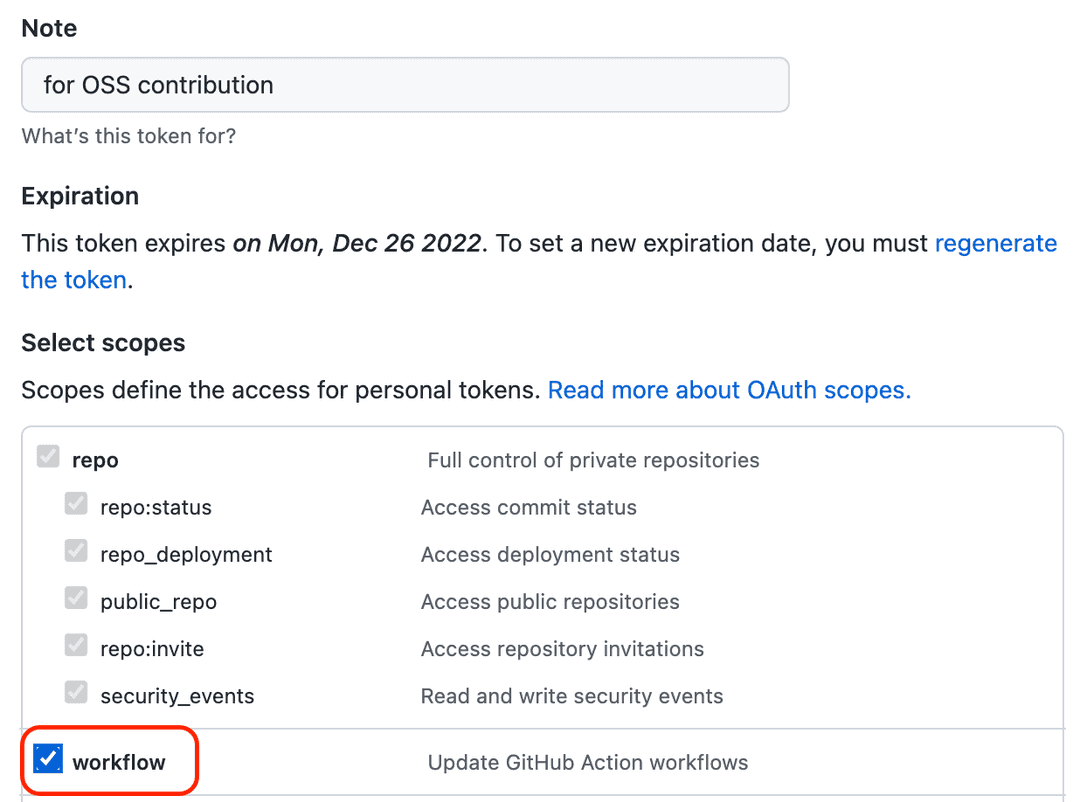 Note
for OSS contribution
What's this token for?
Expiration
This token expires on Mon, Dec 26 2022. To set a new expiration date, you must regenerate
the token.
Select scopes
Scopes define the access for personal tokens. Read more about OAuth scopes.
repo Full control of private repositories
repo:status Access commit status
repo_deployment Access deployment status
public_repo Access public repositories
repo:invite Access repository invitations
security_events Read and write security events
workflow Update GitHub Action workflows